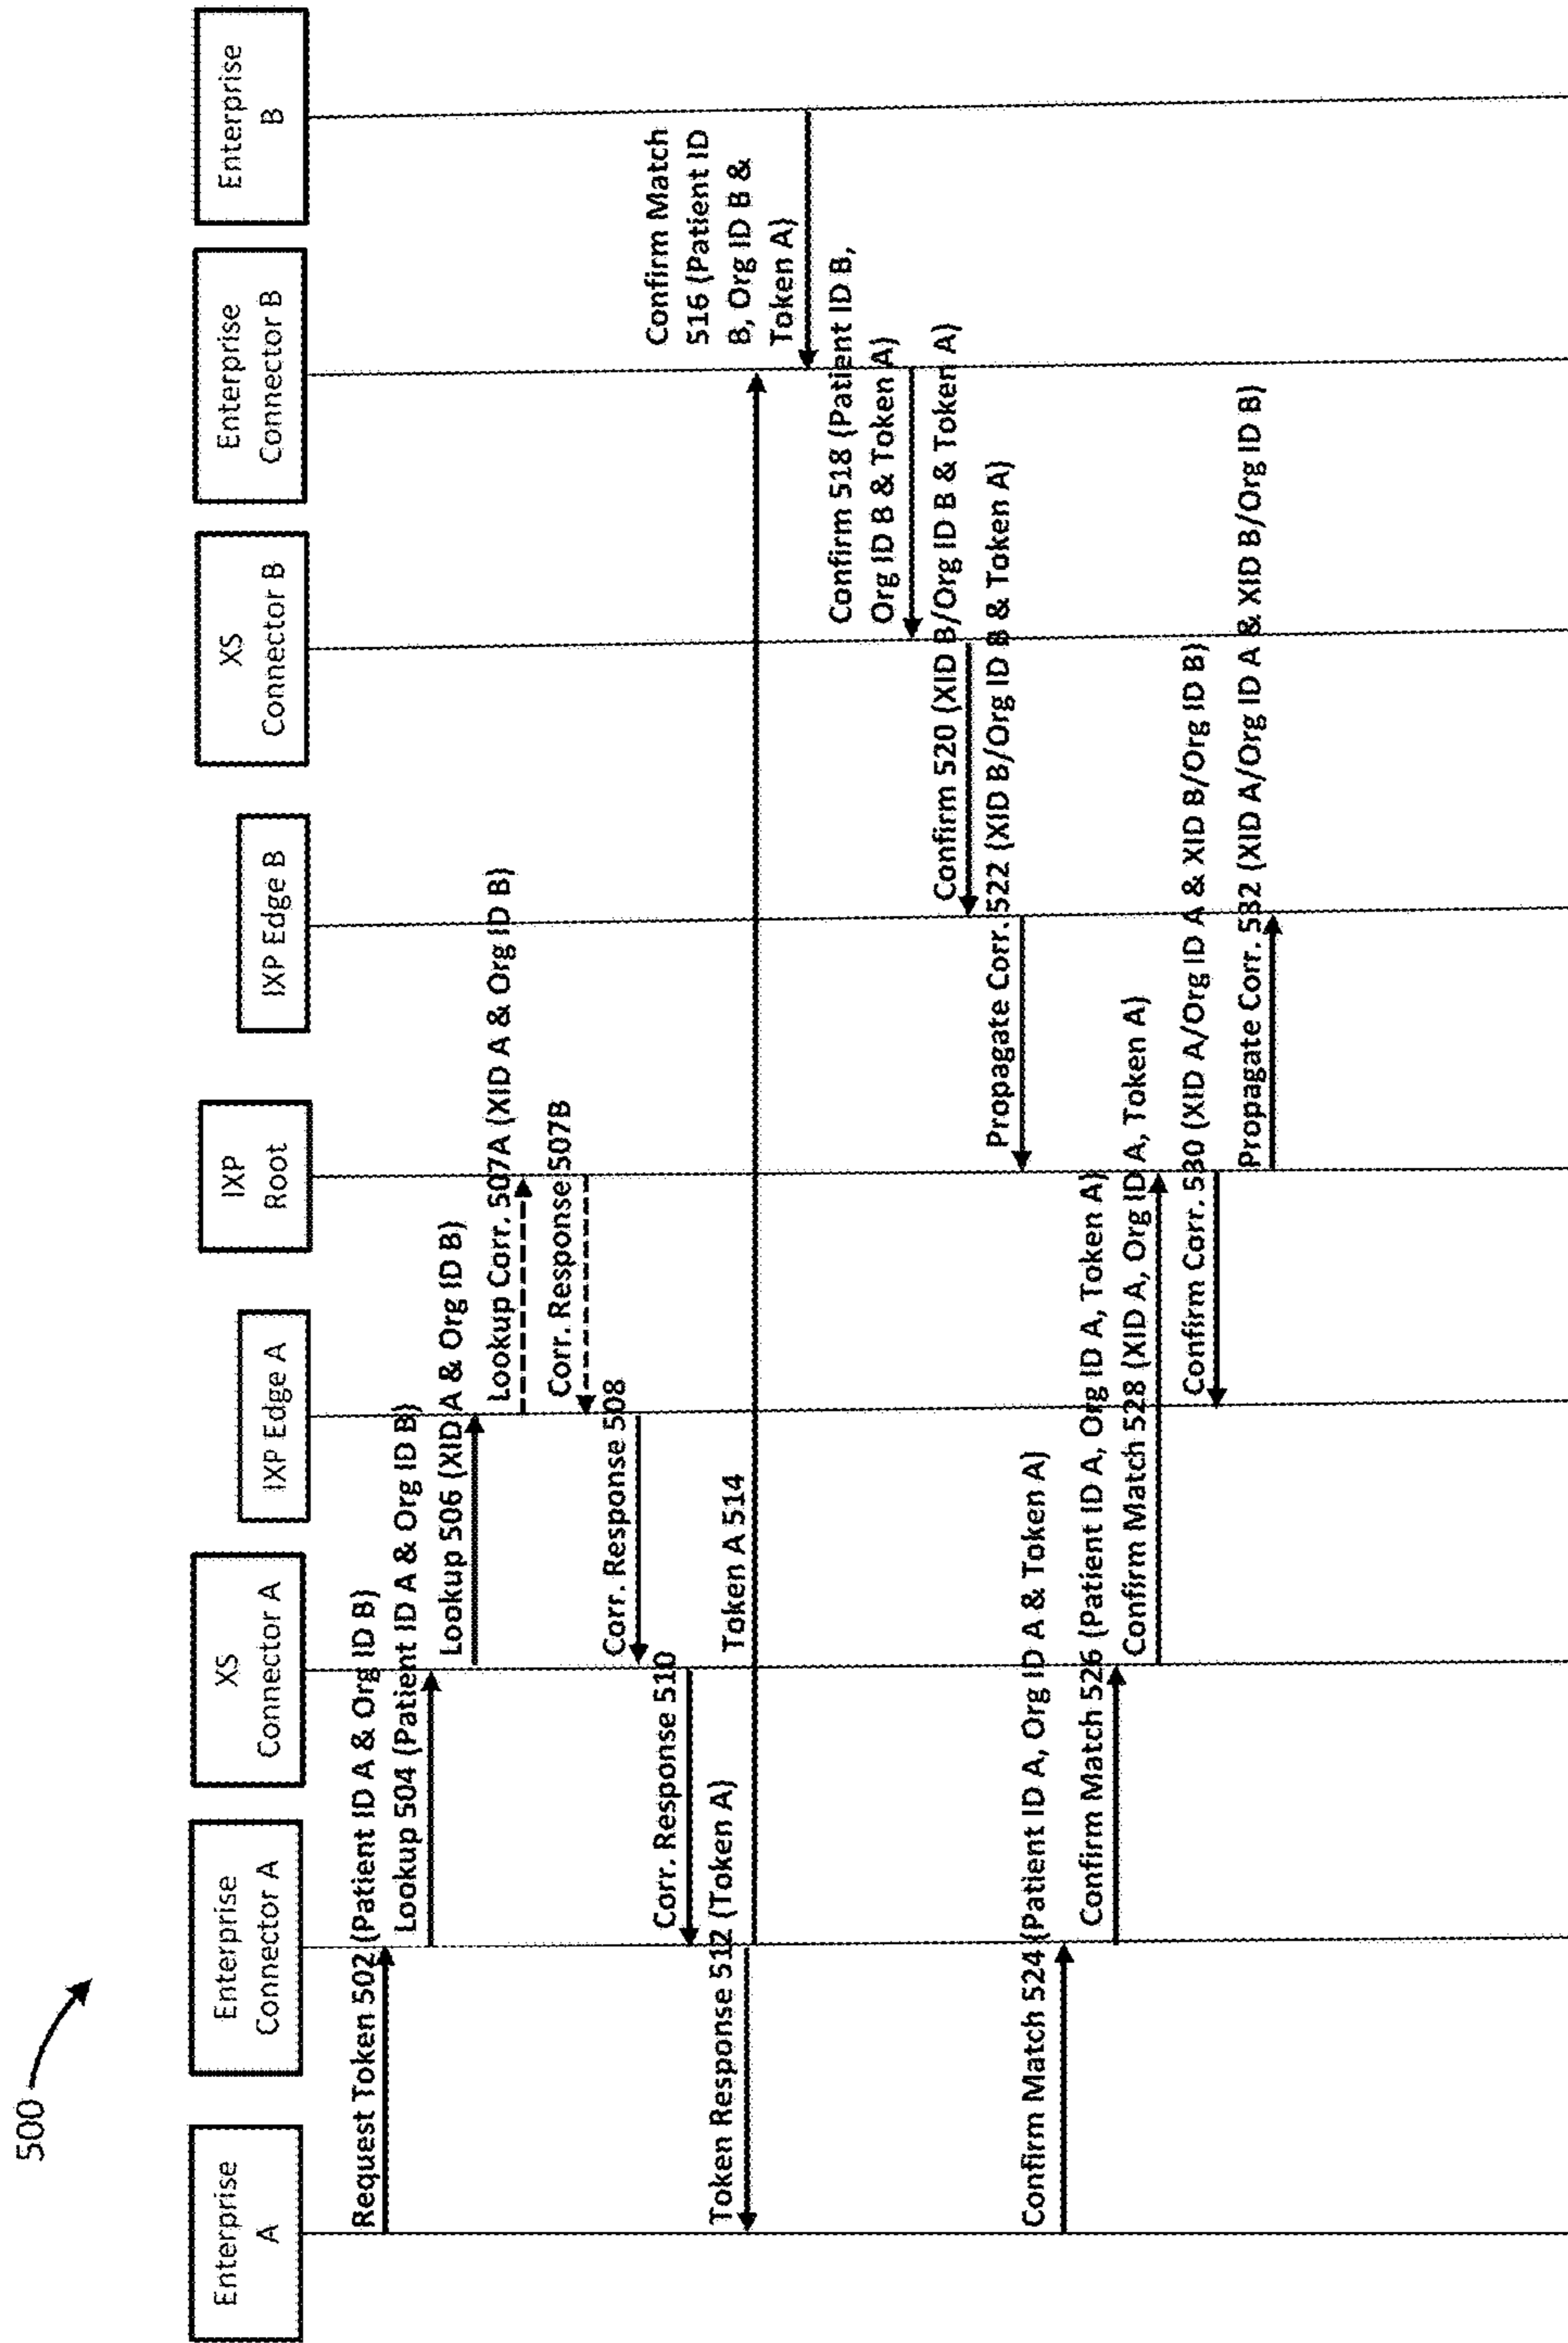 500
Enterprise
A
Enterprise
Connector A
XS
Connector A
IXP Edge A
IXP
Root
IXP Edge B
XS
Connector B
Enterprise
Connector B
Enterprise
B
Request Token 502 (Patient ID A & Org ID B)
Lookup 504 (Patient ID A & Org ID B)
Lookup 506 (XID A & Org ID B)
Lookup Corr. 507A (XID A & Org ID B)
Corr. Response 507B
Corr. Response 508
Corr. Response 510
Token Response 512 (Token A)
Token A 514
Confirm Match
516 (Patient ID
B, Org ID B &
Token A)
Confirm 518 (Patient ID B,
Org ID B & Token A)
Confirm 520 (XID B/Org ID B & Token A)
Propagate Corr. 522 (XID B/Org ID B & Token A)
Confirm Match 524 (Patient ID A, Org ID A & Token A)
Confirm Match 526 (Patient ID A, Org ID A, Token A)
Confirm Match 528 (XID A, Org ID A, Token A)
Confirm Corr. 530 (XID A/Org ID A & XID B/Org ID B)
Propagate Corr. 532 (XID A/Org ID A & XID B/Org ID B)